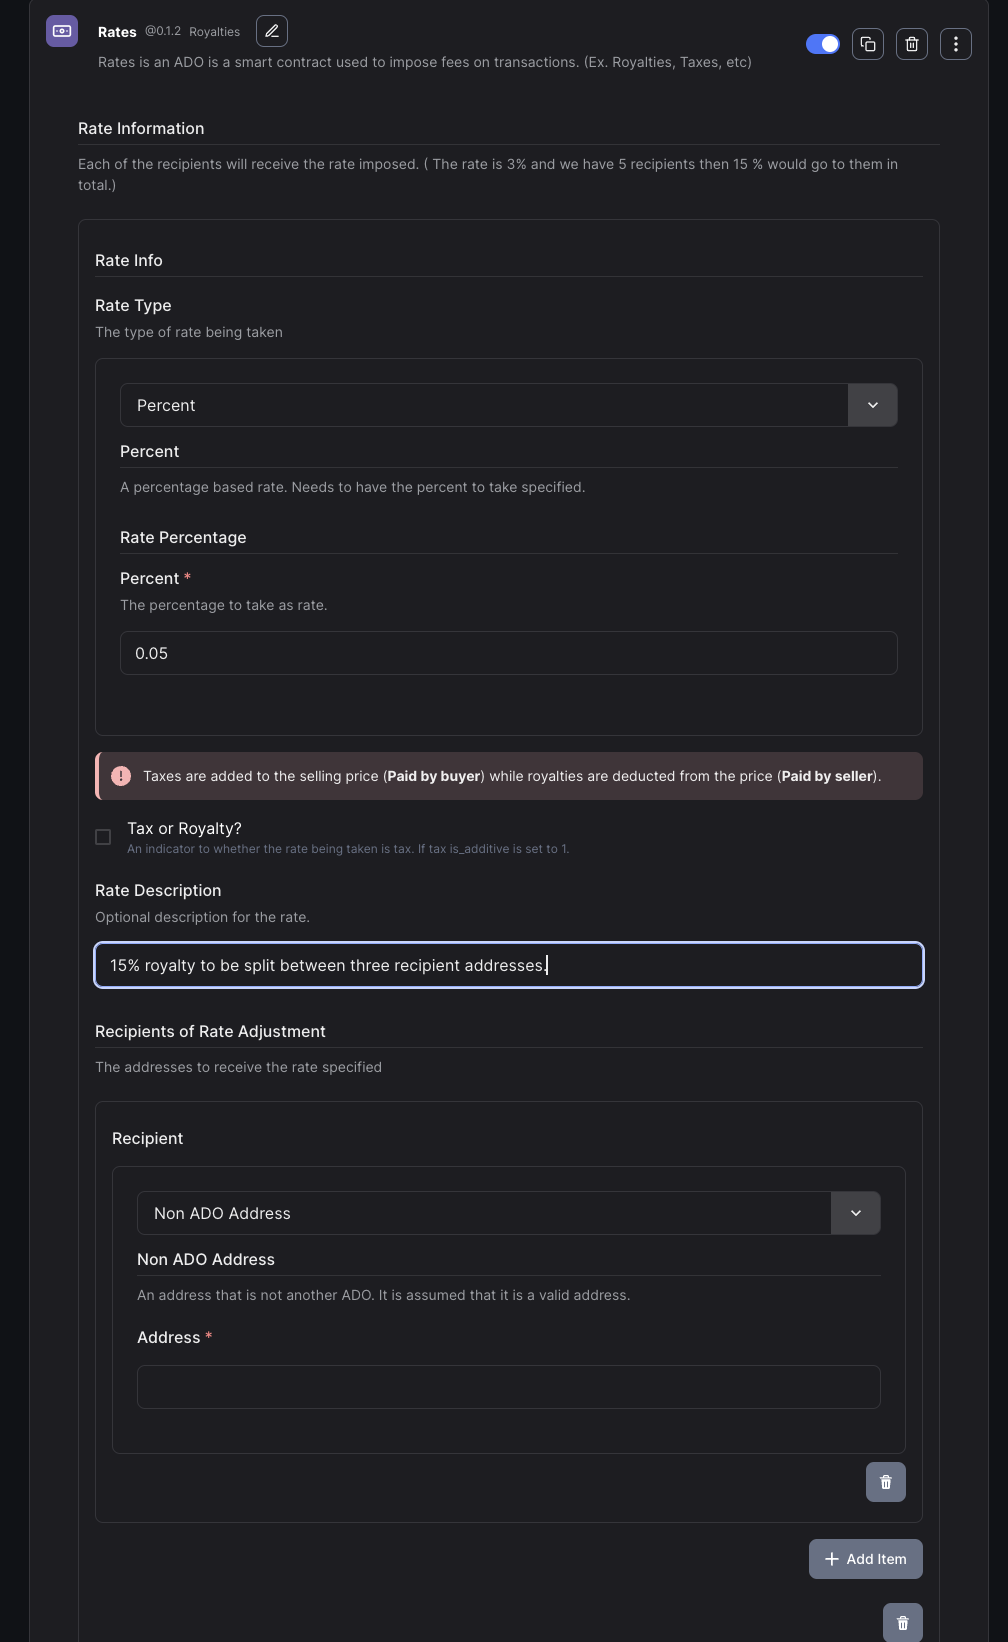 Rates @0.1.2 Royalties
Rates is an ADO is a smart contract used to impose fees on transactions. (Ex. Royalties, Taxes, etc)
Rate Information
Each of the recipients will receive the rate imposed. ( The rate is 3% and we have 5 recipients then 15 % would go to them in
total.)
Rate Info
Rate Type
The type of rate being taken
Percent
Percent
A percentage based rate. Needs to have the percent to take specified.
Rate Percentage
Percent *
The percentage to take as rate.
0.05
Taxes are added to the selling price (Paid by buyer) while royalties are deducted from the price (Paid by seller).
Tax or Royalty?
An indicator to whether the rate being taken is tax. If tax is_additive is set to 1.
Rate Description
Optional description for the rate.
15% royalty to be split between three recipient addresses.
Recipients of Rate Adjustment
The addresses to receive the rate specified
Recipient
Non ADO Address
Non ADO Address
An address that is not another ADO. It is assumed that it is a valid address.
Address *
Add Item